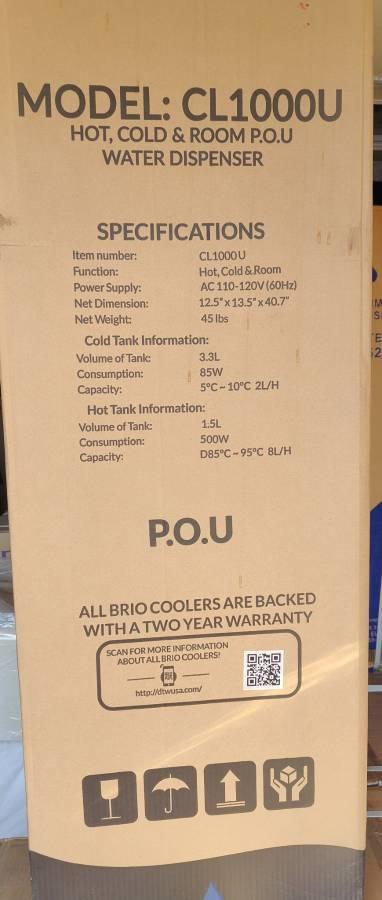 MODEL: CL1000U
HOT, COLD & ROOM P.O.U
WATER DISPENSER
SPECIFICATIONS
Item number: CL1000U
Function: Hot, Cold & Room
Power Supply: AC 110-120V (60Hz)
Net Dimension: 12.5" x 13.5" x 40.7"
Net Weight: 45 lbs
Cold Tank Information:
Volume of Tank: 3.3L
Consumption: 85W
Capacity: 5°C ~ 10°C 2L/H
Hot Tank Information:
Volume of Tank: 1.5L
Consumption: 500W
Capacity: D85°C ~ 95°C 8L/H
P.O.U
ALL BRIO COOLERS ARE BACKED
WITH A TWO YEAR WARRANTY
SCAN FOR MORE INFORMATION
ABOUT ALL BRIO COOLERS!
http://dtwusa.com/